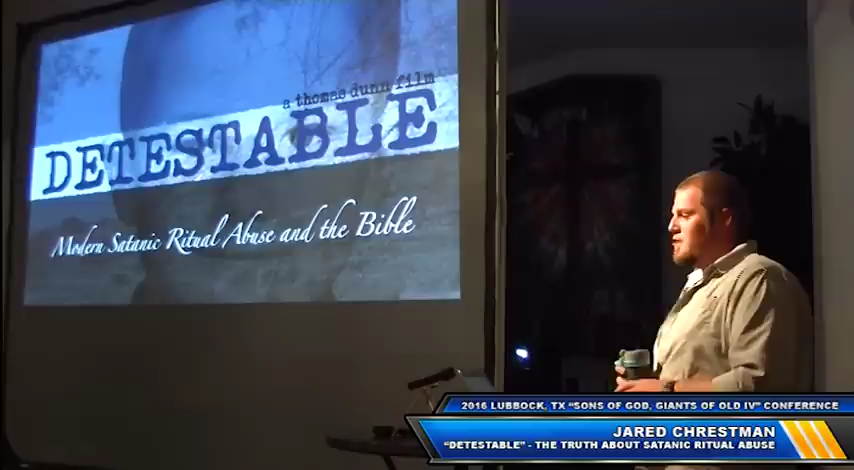 a thomas dunn film
DETESTABLE
Modern Satanic Ritual Abuse and the Bible
2016 LUBBOCK, TX "SONS OF GOD, GIANTS OF OLD IV" CONFERENCE
JARED CHRESTMAN
"DETESTABLE" - THE TRUTH ABOUT SATANIC RITUAL ABUSE